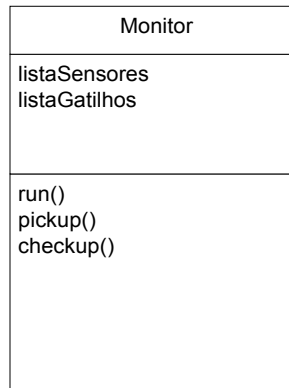 Monitor
listaSensores
listaGatilhos
run()
pickup()
checkup()